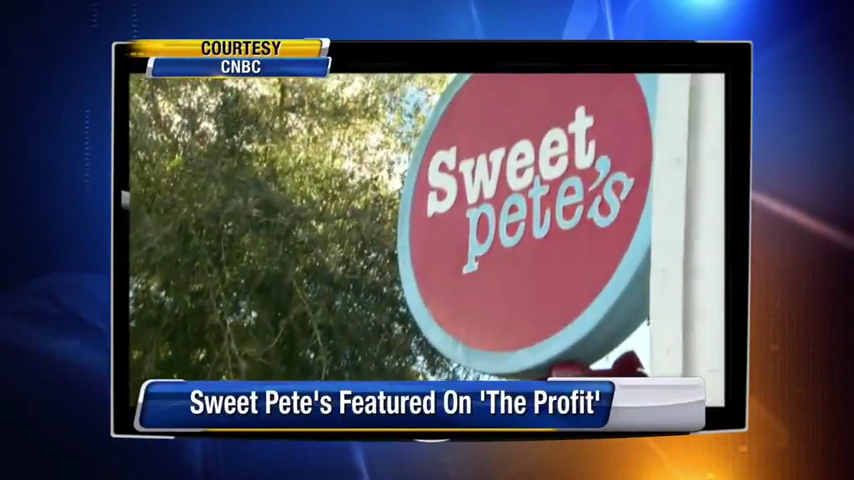 COURTESY
CNBC
Sweet
pete's
Sweet Pete's Featured On 'The Profit'